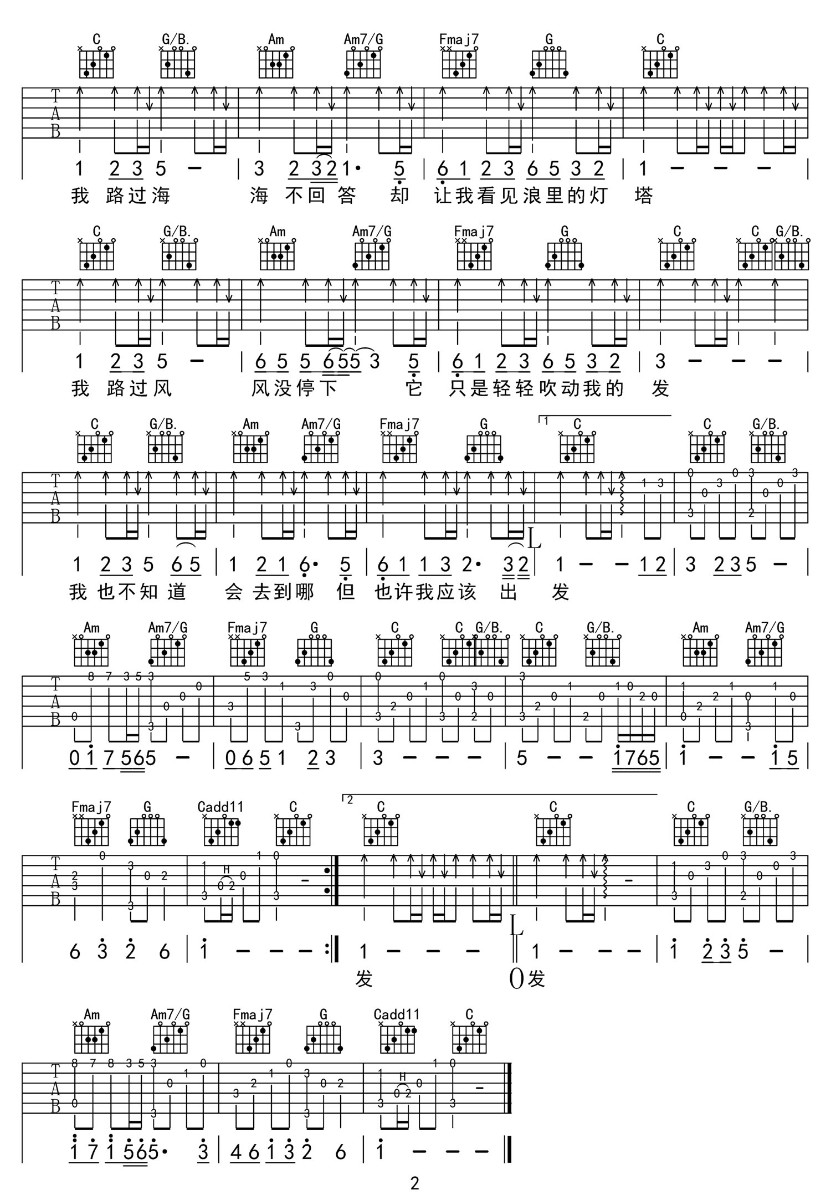 C G/B. Am Am7/G Fmaj7 G C
1 2 3 5 – 3 2 3 2 1· 5 6 1 2 3 6 5 3 2 1 – – –
我 路过海 海 不回 答 却 让我看见浪里的灯 塔
C G/B. Am Am7/G Fmaj7 G C C G/B.
1 2 3 5 – 6 5 5 6 5 5 3 5 6 1 2 3 6 5 3 2 3 – – –
我 路过风 风没停下 它 只是轻轻吹动我的 发
C G/B. Am Am7/G Fmaj7 G 1 C C G/B.
1 2 3 5 6 5 1 2 1 6· 5 6 1 1 3 2· 3 2 1 – – 1 2 3 2 3 5 –
我 也不知道 会 去到哪 但 也许我应该 出 发
Am Am7/G Fmaj7 G C C G/B. C G/B. Am Am7/G
0 1 7 5 6 5 – 0 6 5 1 2 3 3 – – – 5 – – 1 7 6 5 1 – – 1 5
Fmaj7 G Cadd11 C 2 C C C G/B.
6 3 2 6 1 – – – 1 – – – 1 – – – 1 2 3 5 –
发 O发
Am Am7/G Fmaj7 G Cadd11 C
1 7 1 5 6 5· 3 4 6 1 3 2 6 1 – – –
2